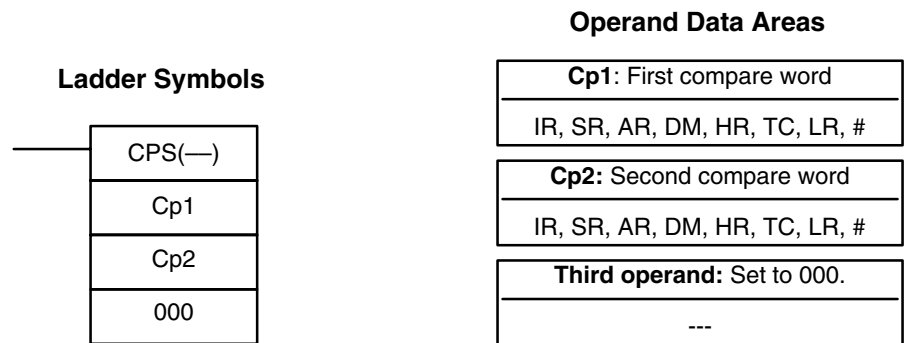 Ladder Symbols
CPS(––)
Cp1
Cp2
000
Operand Data Areas
Cp1: First compare word
IR, SR, AR, DM, HR, TC, LR, #
Cp2: Second compare word
IR, SR, AR, DM, HR, TC, LR, #
Third operand: Set to 000.
---